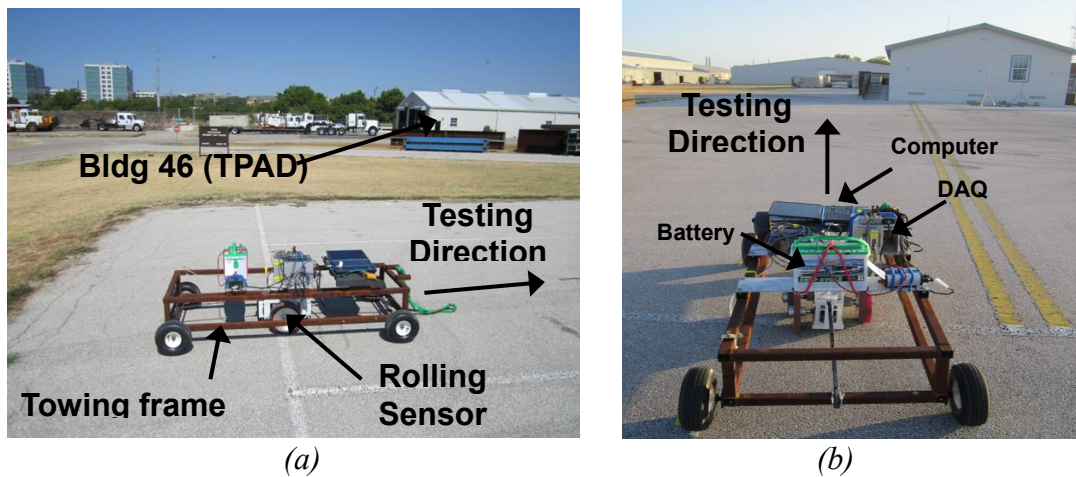 Bldg 46 (TPAD)
Testing
Direction
Towing frame
Rolling
Sensor
(a)
Testing
Direction
Computer
DAQ
Battery
(b)